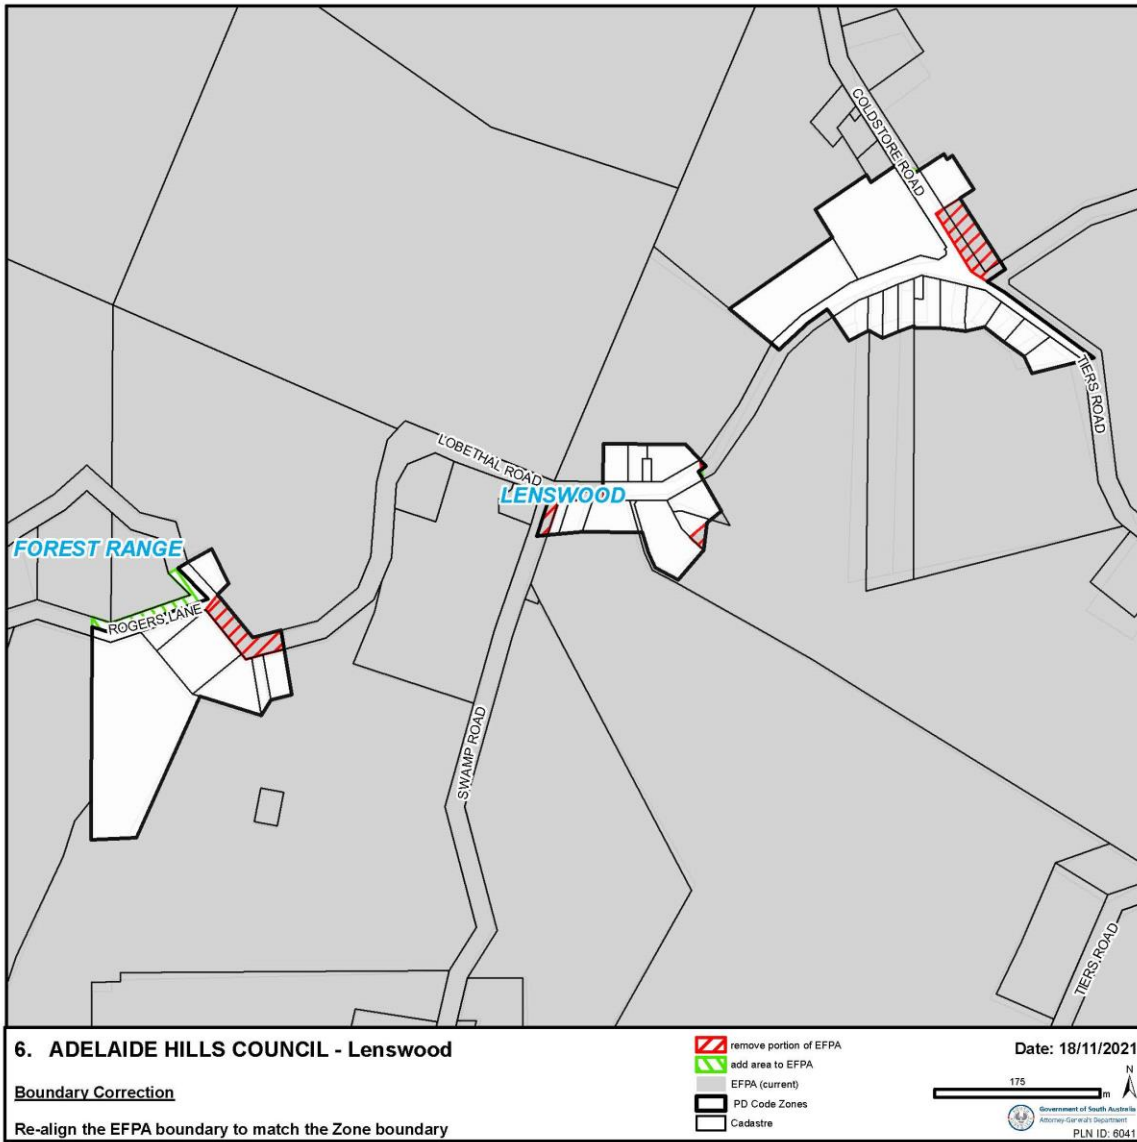 COLDSTORE ROAD
TIERS ROAD
LOBETHAL ROAD
LENSWOOD
FOREST RANGE
ROGERS LANE
SWAMP ROAD
TIERS ROAD
6. ADELAIDE HILLS COUNCIL - Lenswood
Boundary Correction
Re-align the EFPA boundary to match the Zone boundary
remove portion of EFPA
add area to EFPA
EFPA (current)
PD Code Zones
Cadastre
Date: 18/11/2021
N
175
m
Government of South Australia
Attorney-General's Department
PLN ID: 6041